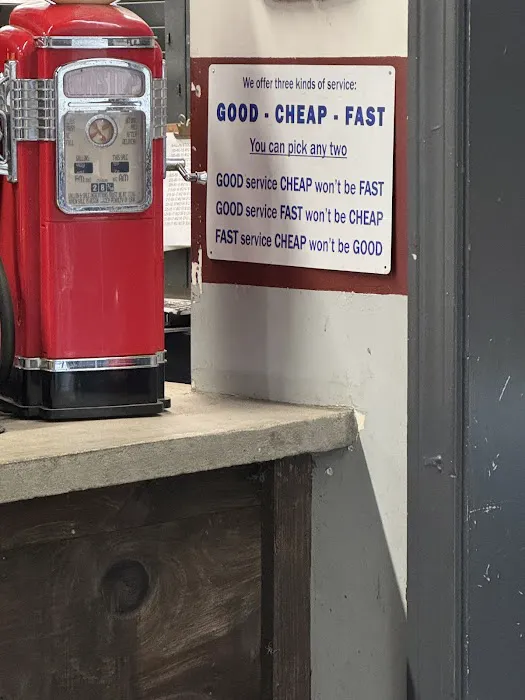 We offer three kinds of service:
GOOD - CHEAP - FAST
You can pick any two
GOOD service CHEAP won't be FAST
GOOD service FAST won't be CHEAP
FAST service CHEAP won't be GOOD